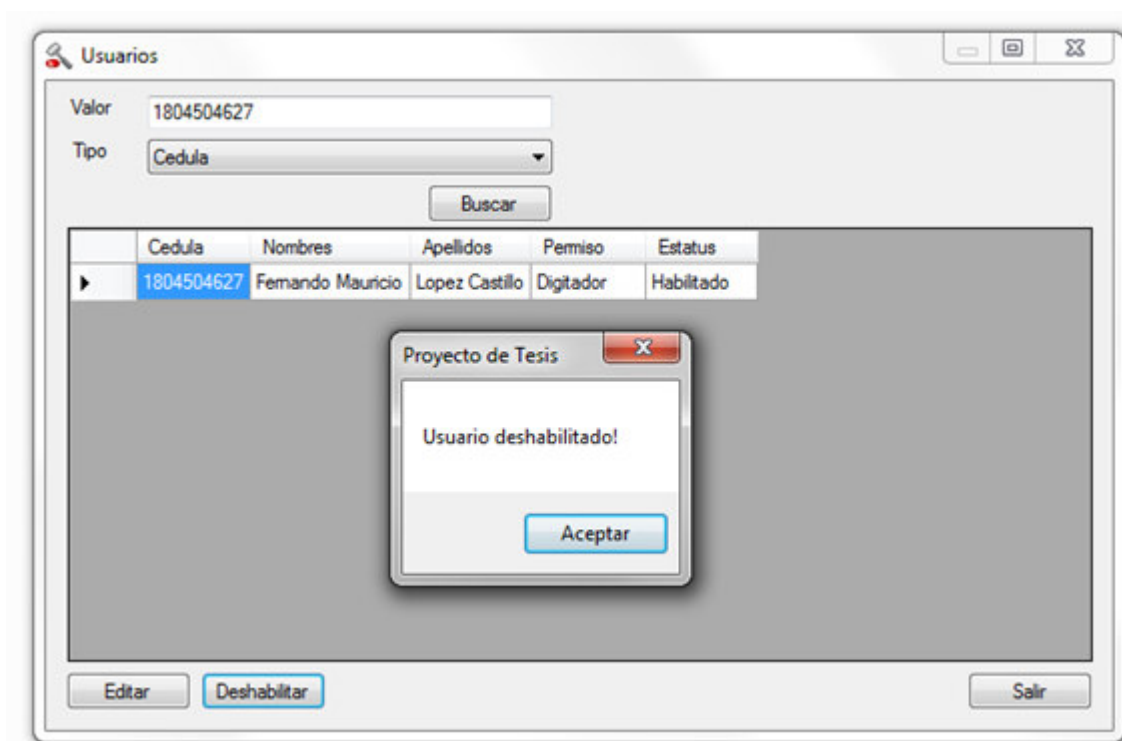 Usuarios
Valor 1804504627
Tipo Cedula
Buscar
Cedula Nombres Apellidos Permiso Estatus
1804504627 Fernando Mauricio Lopez Castillo Digitador Habilitado
Proyecto de Tesis
Usuario deshabilitado!
Aceptar
Editar Deshabilitar Salir